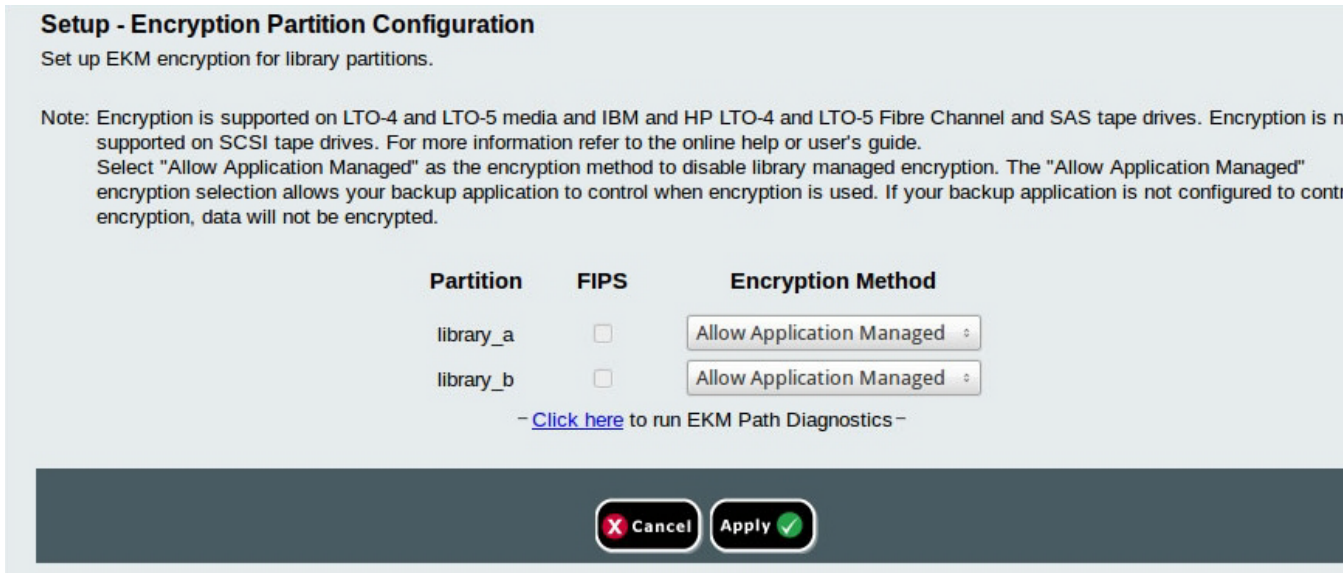 Setup - Encryption Partition Configuration
Set up EKM encryption for library partitions.
Note: Encryption is supported on LTO-4 and LTO-5 media and IBM and HP LTO-4 and LTO-5 Fibre Channel and SAS tape drives. Encryption is n
supported on SCSI tape drives. For more information refer to the online help or user's guide.
Select "Allow Application Managed" as the encryption method to disable library managed encryption. The "Allow Application Managed"
encryption selection allows your backup application to control when encryption is used. If your backup application is not configured to contr
encryption, data will not be encrypted.
Partition FIPS Encryption Method
library_a Allow Application Managed
library_b Allow Application Managed
- Click here to run EKM Path Diagnostics -
X Cancel Apply